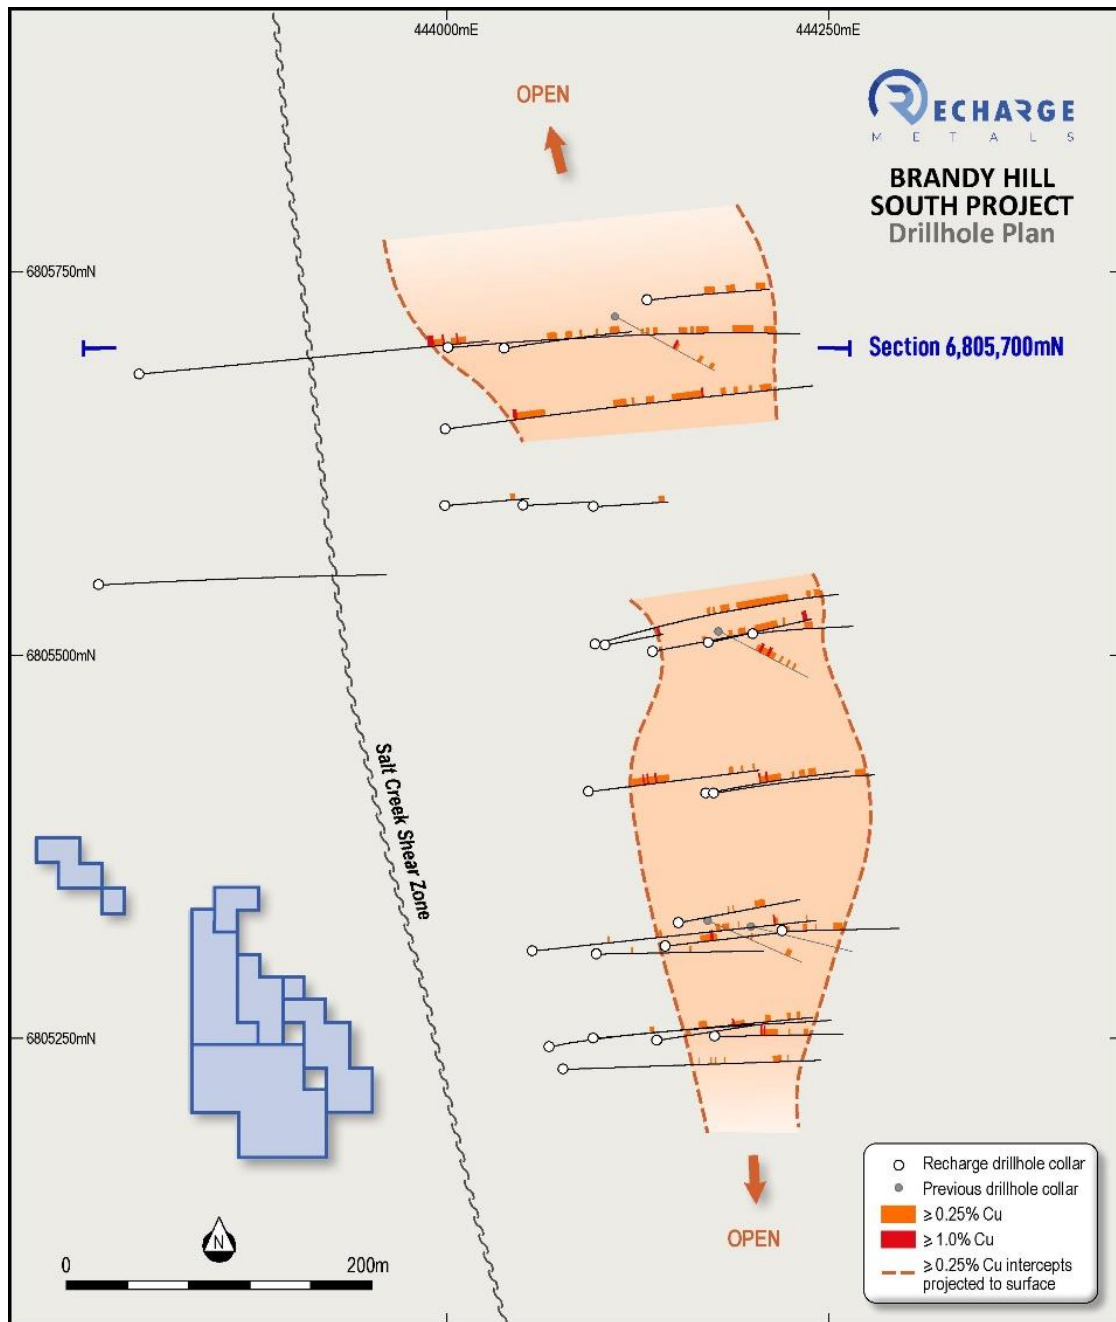 444000mE
444250mE
OPEN
RECHARGE
METALS
BRANDY HILL
SOUTH PROJECT
Drillhole Plan
6805750mN
Section 6,805,700mN
6805500mN
Salt Creek Shear Zone
6805250mN
N
0
200m
OPEN
Recharge drillhole collar
Previous drillhole collar
≥ 0.25% Cu
≥ 1.0% Cu
≥ 0.25% Cu intercepts
projected to surface